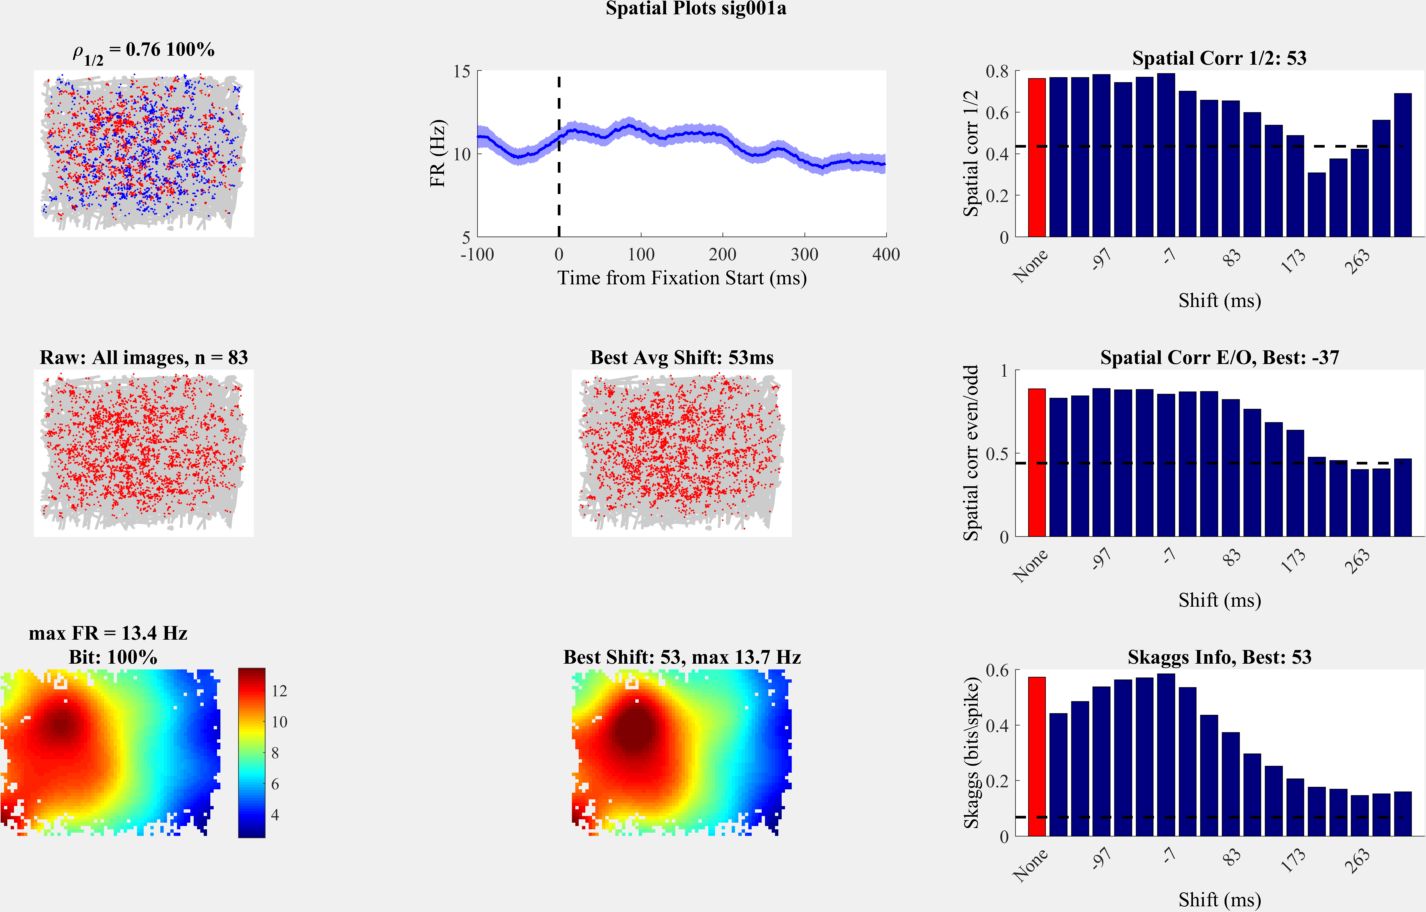 Spatial Plots sig001a
ρ1/2 = 0.76 100%
15
10
5
FR (Hz)
-100 0 100 200 300 400
Time from Fixation Start (ms)
Spatial Corr 1/2: 53
0.8
0.6
0.4
0.2
0
Spatial corr 1/2
None -97 -7 83 173 263
Shift (ms)
Raw: All images, n = 83
Best Avg Shift: 53ms
Spatial Corr E/O, Best: -37
1
0.5
0
Spatial corr even/odd
None -97 -7 83 173 263
Shift (ms)
max FR = 13.4 Hz
Bit: 100%
12
10
8
6
4
Best Shift: 53, max 13.7 Hz
Skaggs Info, Best: 53
0.6
0.4
0.2
0
Skaggs (bits\spike)
None -97 -7 83 173 263
Shift (ms)